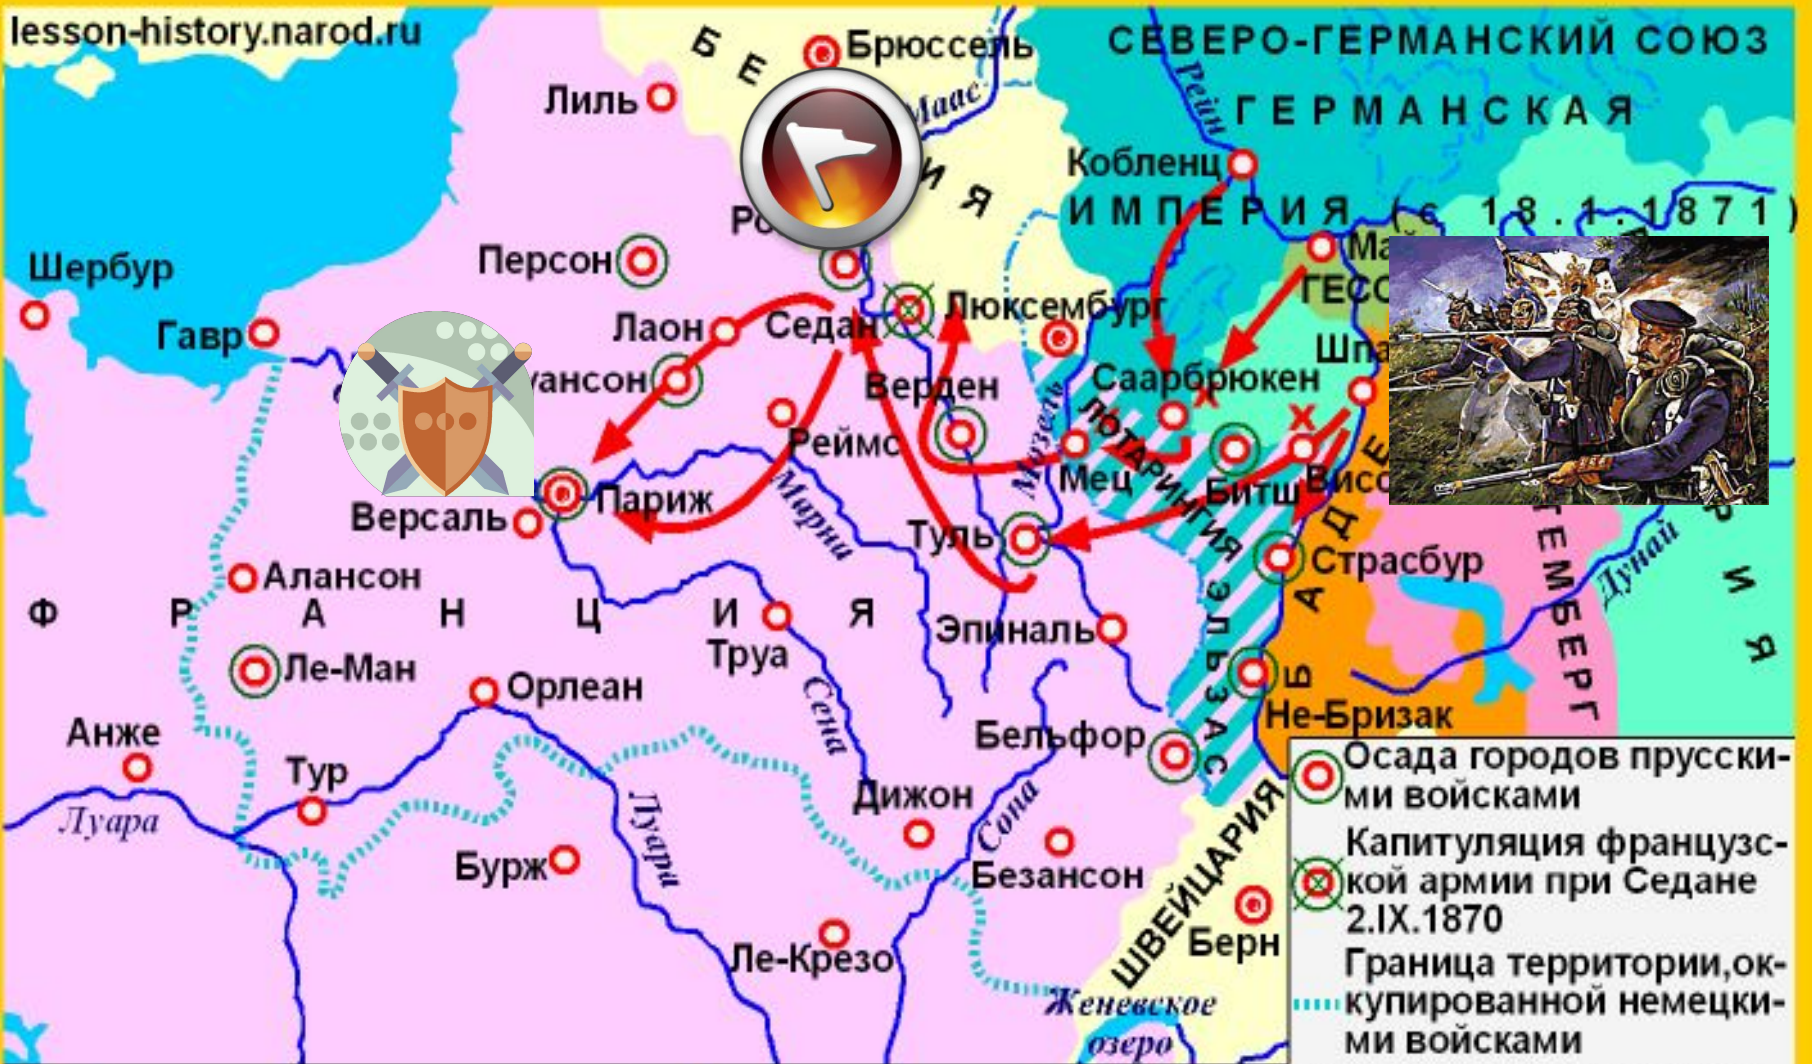 lesson-history.narod.ru
СЕВЕРО-ГЕРМАНСКИЙ СОЮЗ
ГЕРМАНСКАЯ
ИМПЕРИЯ (с 18.1.1871)
Брюссель
Лиль
Маас
Рейн
Кобленц
Персон
Шербур
Гавр
Лаон
Седан
Люксембург
Саарбрюкен
Верден
Реймс
Мозель
ЛОТАРИНГИЯ
Мец
Битш
Париж
Версаль
Марни
Туль
Страсбур
Дунай
Алансон
ФРАНЦИЯ
Труа
Эпиналь
ЭЛЬЗАС
БАДЕ
Ле-Ман
Орлеан
Сена
Не-Бризак
Анже
Тур
Бельфор
Луара
Луара
Дижон
Сона
Бурж
Безансон
ШВЕЙЦАРИЯ
Берн
Ле-Крезо
Женевское
озеро
Осада городов прусски-
ми войсками
Капитуляция французс-
кой армии при Седане
2.IX.1870
Граница территории,ок-
купированной немецки-
ми войсками